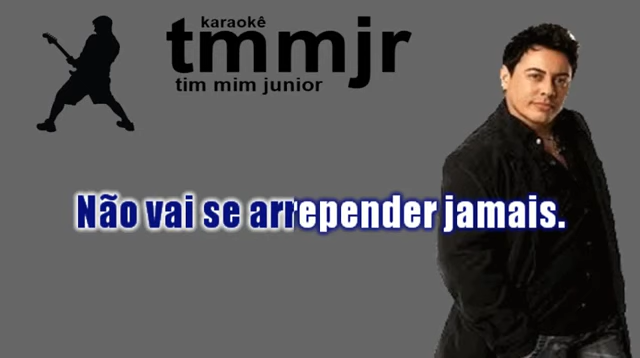 karaokê
tmmjr
tim mim junior
Não vai se arrepender jamais.